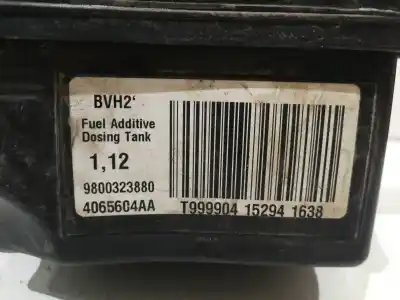 BVH2'
Fuel Additive
Dosing Tank
1,12
9800323880
4065604AA
T999904 15294 1638